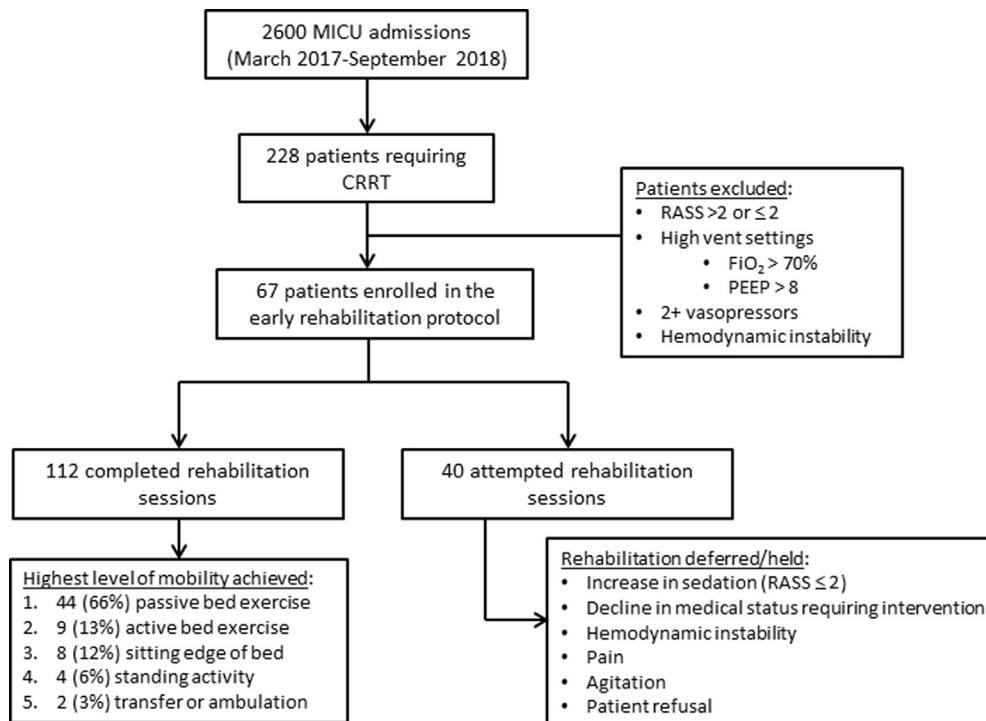 2600 MICU admissions
(March 2017-September 2018)
228 patients requiring
CRRT
Patients excluded:
• RASS >2 or ≤ 2
• High vent settings
• FiO₂ > 70%
• PEEP > 8
• 2+ vasopressors
• Hemodynamic instability
67 patients enrolled in the
early rehabilitation protocol
112 completed rehabilitation
sessions
40 attempted rehabilitation
sessions
Highest level of mobility achieved:
1. 44 (66%) passive bed exercise
2. 9 (13%) active bed exercise
3. 8 (12%) sitting edge of bed
4. 4 (6%) standing activity
5. 2 (3%) transfer or ambulation
Rehabilitation deferred/held:
• Increase in sedation (RASS ≤ 2)
• Decline in medical status requiring intervention
• Hemodynamic instability
• Pain
• Agitation
• Patient refusal